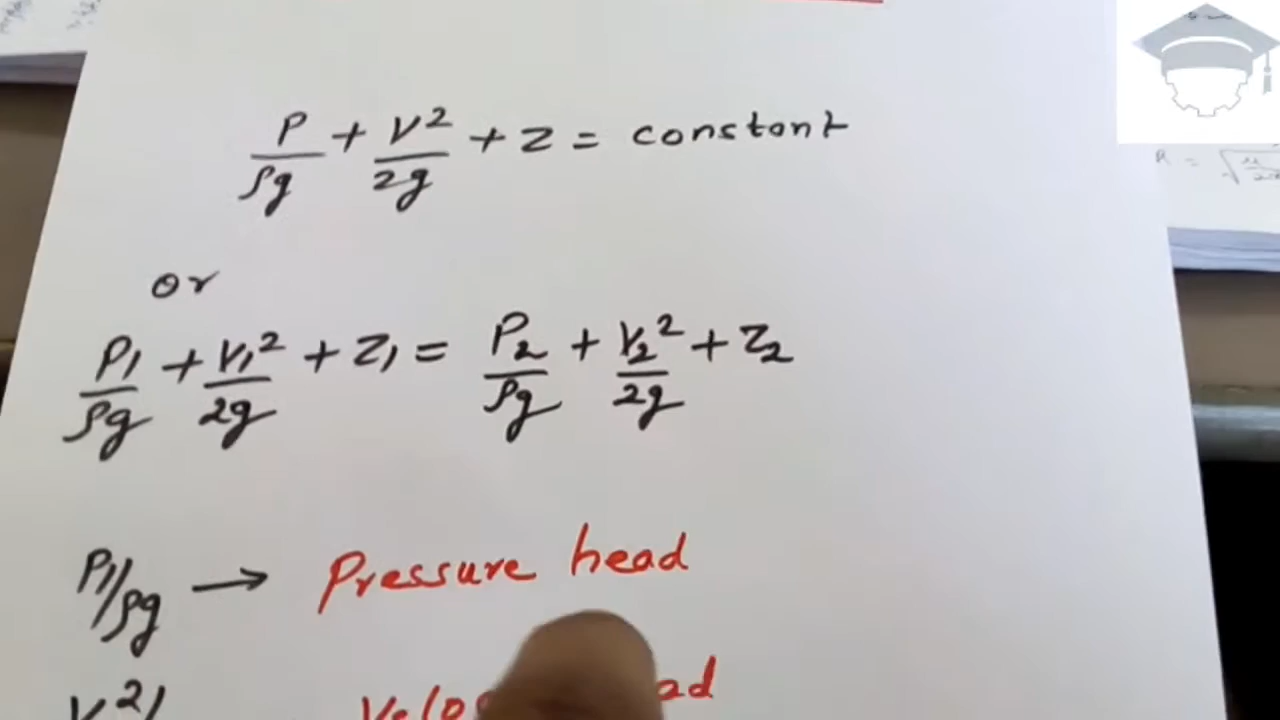 P/ρg + V²/2g + Z = constant
or
P1/ρg + V1²/2g + Z1 = P2/ρg + V2²/2g + Z2
P1/ρg → Pressure head